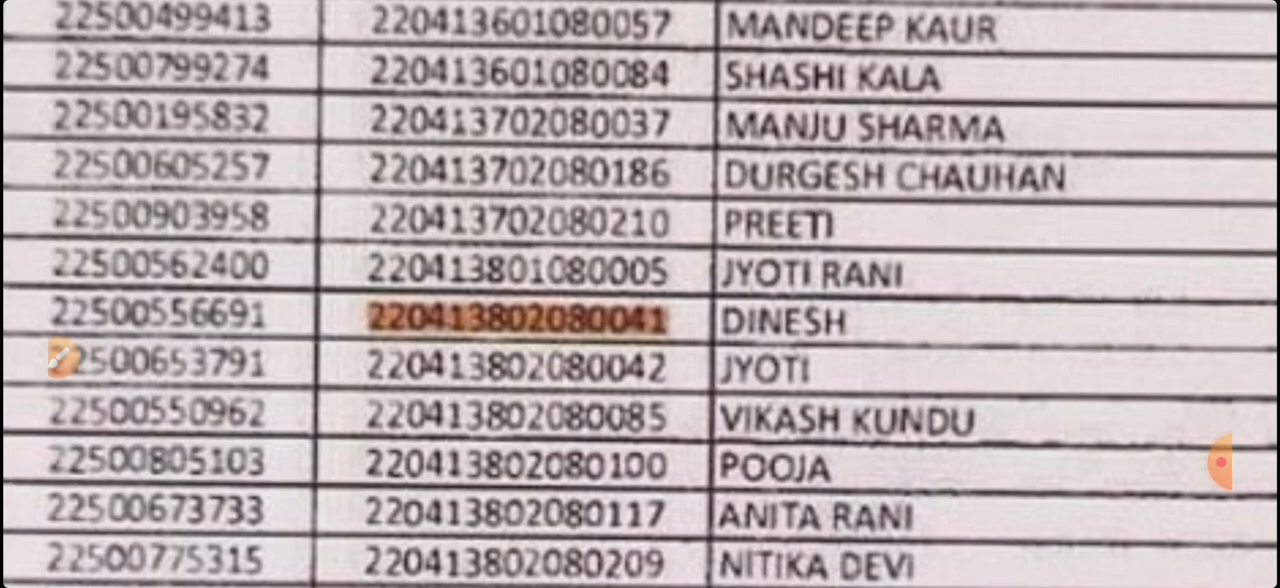 22500499413 220413601080057 MANDEEP KAUR
22500799274 220413601080084 SHASHI KALA
22500195832 220413702080037 MANJU SHARMA
22500605257 220413702080186 DURGESH CHAUHAN
22500903958 220413702080210 PREETI
22500562400 220413801080005 JYOTI RANI
22500556691 220413802080041 DINESH
2500653791 220413802080042 JYOTI
22500550962 220413802080085 VIKASH KUNDU
22500805103 220413802080100 POOJA
22500673733 220413802080117 ANITA RANI
22500775315 220413802080209 NITIKA DEVI